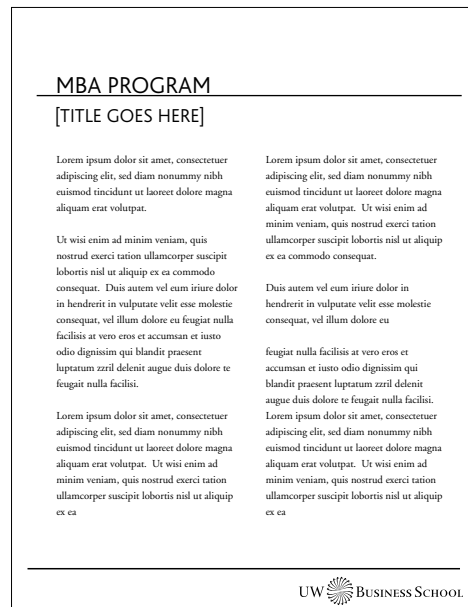 MBA PROGRAM
[TITLE GOES HERE]
Lorem ipsum dolor sit amet, consectetuer
adipiscing elit, sed diam nonummy nibh
euismod tincidunt ut laoreet dolore magna
aliquam erat volutpat.
Ut wisi enim ad minim veniam, quis
nostrud exerci tation ullamcorper suscipit
lobortis nisl ut aliquip ex ea commodo
consequat.  Duis autem vel eum iriure dolor
in hendrerit in vulputate velit esse molestie
consequat, vel illum dolore eu feugiat nulla
facilisis at vero eros et accumsan et iusto
odio dignissim qui blandit praesent
luptatum zzril delenit augue duis dolore te
feugait nulla facilisi.
Lorem ipsum dolor sit amet, consectetuer
adipiscing elit, sed diam nonummy nibh
euismod tincidunt ut laoreet dolore magna
aliquam erat volutpat.  Ut wisi enim ad
minim veniam, quis nostrud exerci tation
ullamcorper suscipit lobortis nisl ut aliquip
ex ea
Lorem ipsum dolor sit amet, consectetuer
adipiscing elit, sed diam nonummy nibh
euismod tincidunt ut laoreet dolore magna
aliquam erat volutpat.  Ut wisi enim ad
minim veniam, quis nostrud exerci tation
ullamcorper suscipit lobortis nisl ut aliquip
ex ea commodo consequat.
Duis autem vel eum iriure dolor in
hendrerit in vulputate velit esse molestie
consequat, vel illum dolore eu
feugiat nulla facilisis at vero eros et
accumsan et iusto odio dignissim qui
blandit praesent luptatum zzril delenit
augue duis dolore te feugait nulla facilisi.
Lorem ipsum dolor sit amet, consectetuer
adipiscing elit, sed diam nonummy nibh
euismod tincidunt ut laoreet dolore magna
aliquam erat volutpat.  Ut wisi enim ad
minim veniam, quis nostrud exerci tation
ullamcorper suscipit lobortis nisl ut aliquip
ex ea
UW BUSINESS SCHOOL